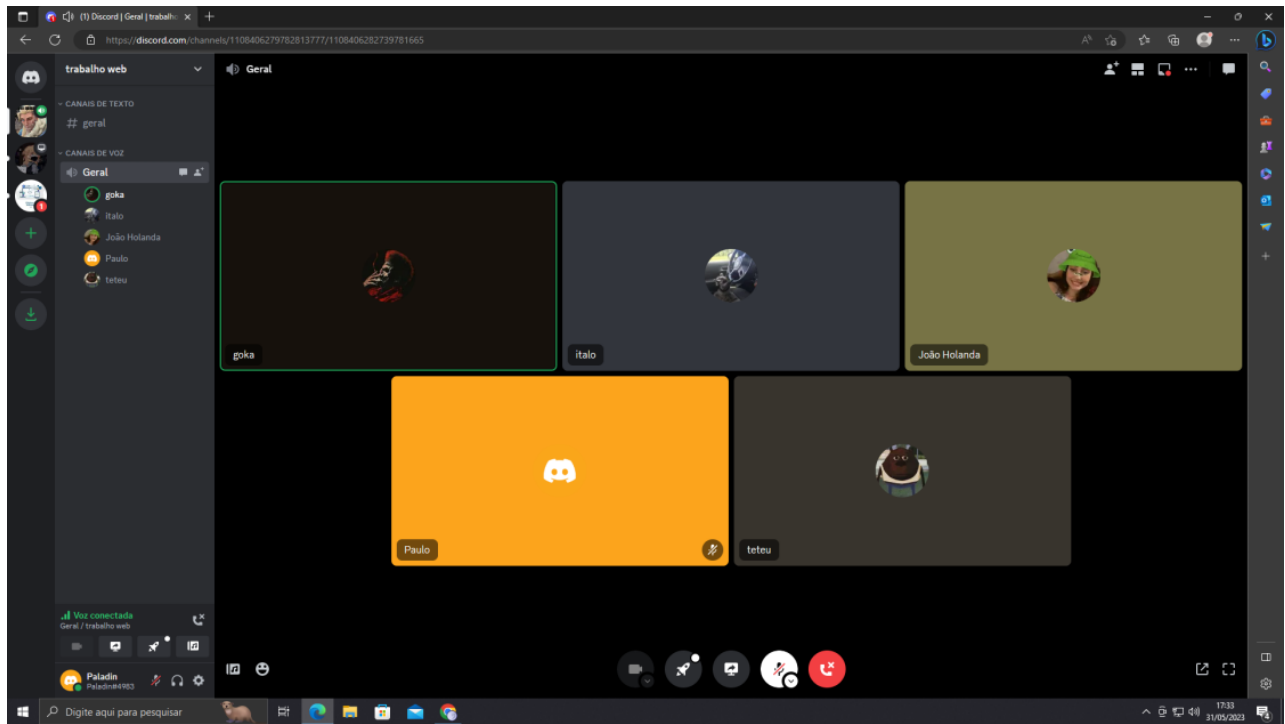 (1) Discord | Geral | trabalho
https://discord.com/channels/1108406279782813777/1108406282739781665
trabalho web
Geral
CANAIS DE TEXTO
# geral
CANAIS DE VOZ
Geral
goka
italo
João Holanda
Paulo
teteu
1
goka
italo
João Holanda
Paulo
teteu
Voz conectada
Geral / trabalho web
Paladin
Paladin#4983
Digite aqui para pesquisar
17:33
31/05/2023